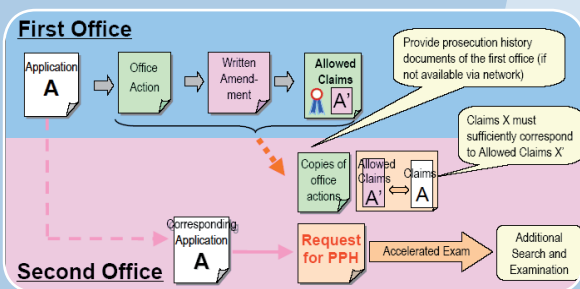 First Office
Application
A
Office
Action
Written
Amend-
ment
Allowed
Claims
A'
Provide prosecution history
documents of the first office (if
not available via network)
Claims X must
sufficiently correspond
to Allowed Claims X'
Copies of
office
actions
Allowed
Claims
A'
Claims
A
Corresponding
Application
A
Request
for PPH
Accelerated Exam
Additional
Search and
Examination
Second Office